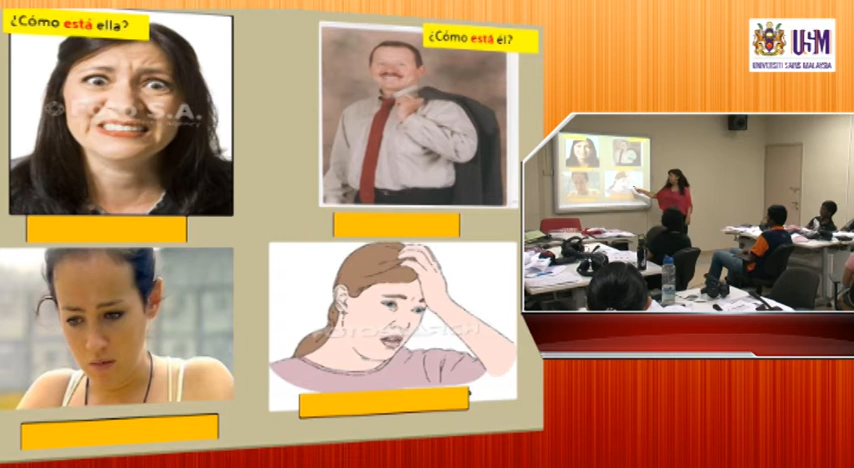 ¿Cómo está ella?
¿Cómo está él?
USM
UNIVERSITI SAINS MALAYSIA